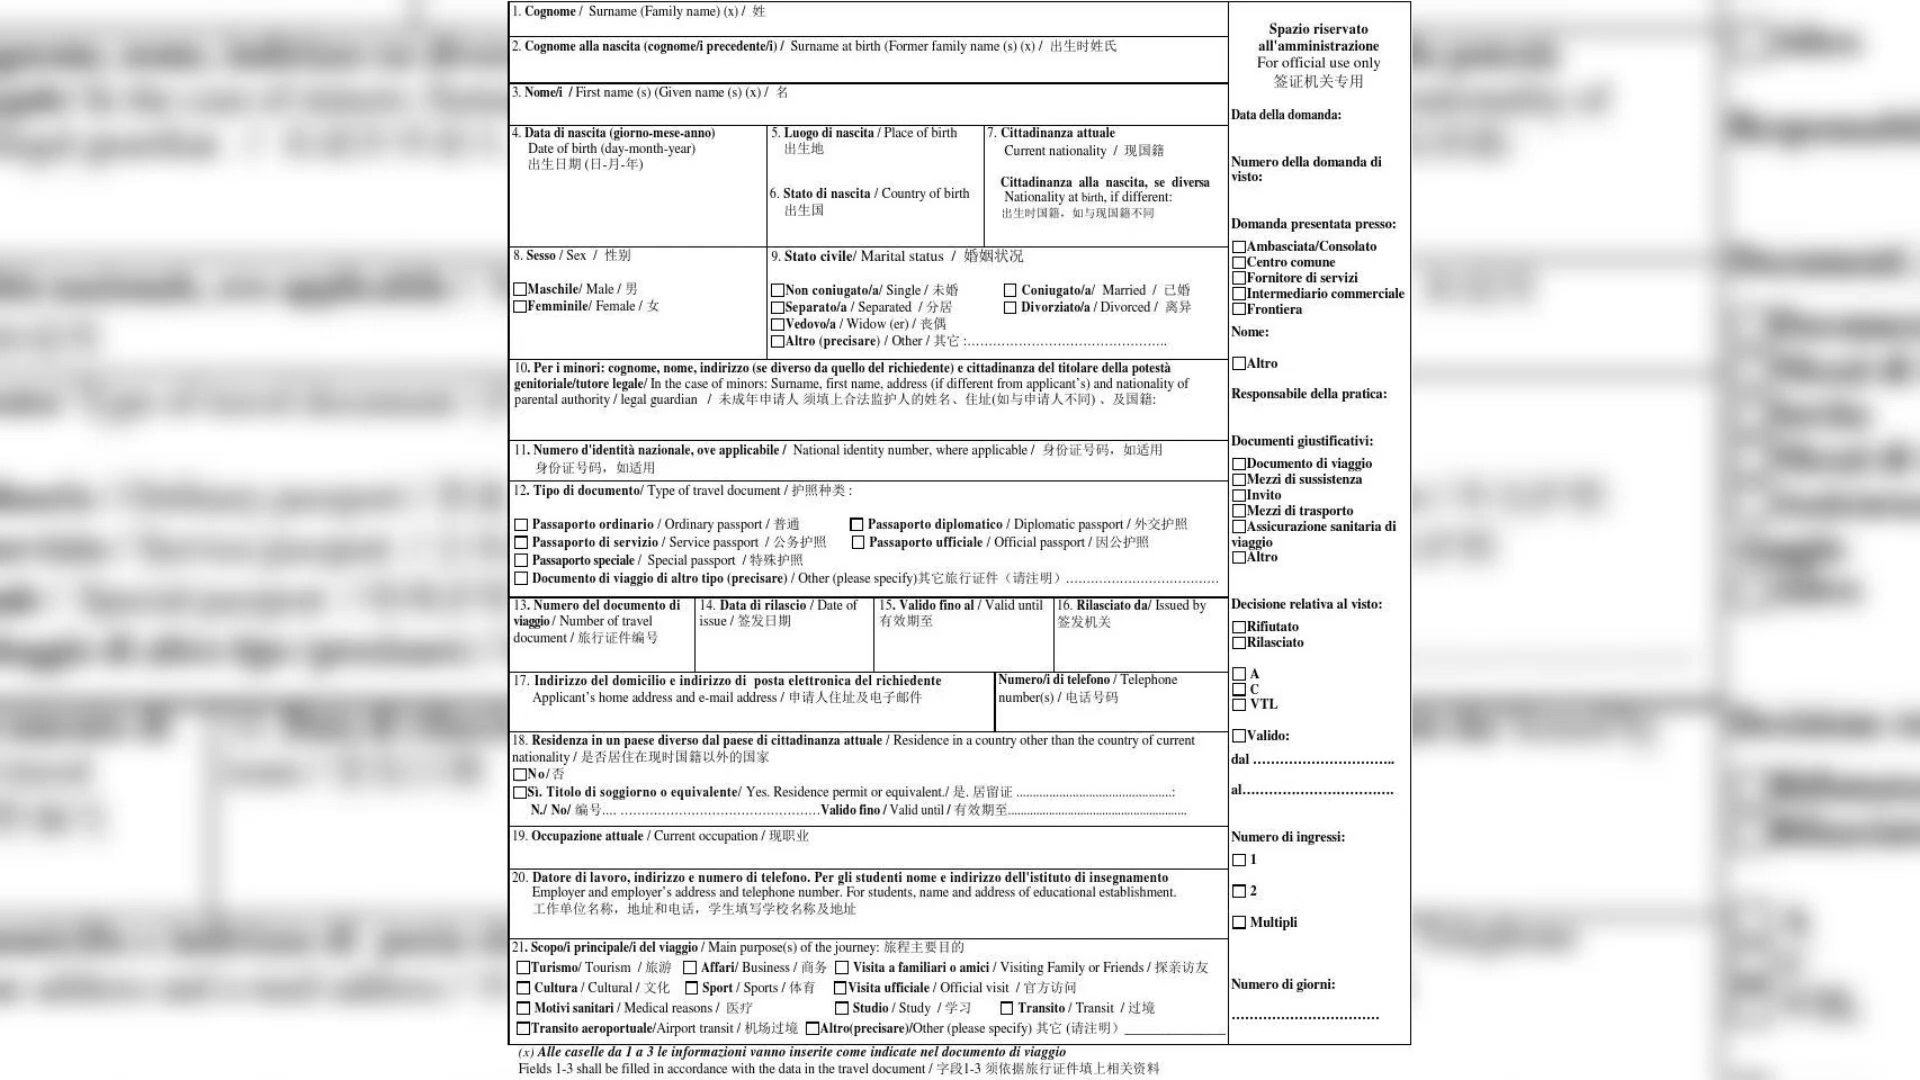 1. Cognome / Surname (Family name) (x) / 姓
2. Cognome alla nascita (cognome/i precedente/i) / Surname at birth (Former family name (s) (x) / 出生时姓氏
3. Nome/i / First name (s) (Given name (s) (x) / 名
4. Data di nascita (giorno-mese-anno)
Date of birth (day-month-year)
出生日期 (日-月-年)
5. Luogo di nascita / Place of birth
出生地
6. Stato di nascita / Country of birth
出生国
7. Cittadinanza attuale
Current nationality / 现国籍
Cittadinanza alla nascita, se diversa
Nationality at birth, if different:
出生时国籍，如与现国籍不同
8. Sesso / Sex / 性别
Maschile/ Male / 男
Femminile/ Female / 女
9. Stato civile/ Marital status / 婚姻状况
Non coniugato/a/ Single / 未婚
Coniugato/a/ Married / 已婚
Separato/a / Separated / 分居
Divorziato/a / Divorced / 离异
Vedovo/a / Widow (er) / 丧偶
Altro (precisare) / Other / 其它 :……………………………………..
10. Per i minori: cognome, nome, indirizzo (se diverso da quello del richiedente) e cittadinanza del titolare della potestà
genitoriale/tutore legale/ In the case of minors: Surname, first name, address (if different from applicant's) and nationality of
parental authority / legal guardian / 未成年申请人 须填上合法监护人的姓名、住址(如与申请人不同) 、及国籍:
11. Numero d'identità nazionale, ove applicabile / National identity number, where applicable / 身份证号码，如适用
身份证号码，如适用
12. Tipo di documento/ Type of travel document / 护照种类 :
Passaporto ordinario / Ordinary passport / 普通
Passaporto diplomatico / Diplomatic passport / 外交护照
Passaporto di servizio / Service passport / 公务护照
Passaporto ufficiale / Official passport / 因公护照
Passaporto speciale / Special passport / 特殊护照
Documento di viaggio di altro tipo (precisare) / Other (please specify)其它旅行证件（请注明）……………………………….
13. Numero del documento di
viaggio / Number of travel
document / 旅行证件编号
14. Data di rilascio / Date of
issue / 签发日期
15. Valido fino al / Valid until
有效期至
16. Rilasciato da/ Issued by
签发机关
17. Indirizzo del domicilio e indirizzo di posta elettronica del richiedente
Applicant's home address and e-mail address / 申请人住址及电子邮件
Numero/i di telefono / Telephone
number(s) / 电话号码
18. Residenza in un paese diverso dal paese di cittadinanza attuale / Residence in a country other than the country of current
nationality / 是否居住在现时国籍以外的国家
No/ 否
Sì. Titolo di soggiorno o equivalente/ Yes. Residence permit or equivalent./ 是. 居留证 ...............................................:
N./ No/ 编号.... …………………………………………Valido fino / Valid until / 有效期至......................................................
19. Occupazione attuale / Current occupation / 现职业
20. Datore di lavoro, indirizzo e numero di telefono. Per gli studenti nome e indirizzo dell'istituto di insegnamento
Employer and employer's address and telephone number. For students, name and address of educational establishment.
工作单位名称，地址和电话，学生填写学校名称及地址
21. Scopo/i principale/i del viaggio / Main purpose(s) of the journey: 旅程主要目的
Turismo/ Tourism / 旅游 Affari/ Business / 商务 Visita a familiari o amici / Visiting Family or Friends / 探亲访友
Cultura / Cultural / 文化 Sport / Sports / 体育 Visita ufficiale / Official visit / 官方访问
Motivi sanitari / Medical reasons / 医疗 Studio / Study / 学习 Transito / Transit / 过境
Transito aeroportuale/Airport transit / 机场过境 Altro(precisare)/Other (please specify) 其它 (请注明）_______________
(x) Alle caselle da 1 a 3 le informazioni vanno inserite come indicate nel documento di viaggio
Fields 1-3 shall be filled in accordance with the data in the travel document / 字段1-3 须依据旅行证件填上相关资料
Spazio riservato
all'amministrazione
For official use only
签证机关专用
Data della domanda:
Numero della domanda di
visto:
Domanda presentata presso:
Ambasciata/Consolato
Centro comune
Fornitore di servizi
Intermediario commerciale
Frontiera
Nome:
Altro
Responsabile della pratica:
Documenti giustificativi:
Documento di viaggio
Mezzi di sussistenza
Invito
Mezzi di trasporto
Assicurazione sanitaria di
viaggio
Altro
Decisione relativa al visto:
Rifiutato
Rilasciato
A
C
VTL
Valido:
dal ………………………..
al………………………….
Numero di ingressi:
1
2
Multipli
Numero di giorni:
…………………………